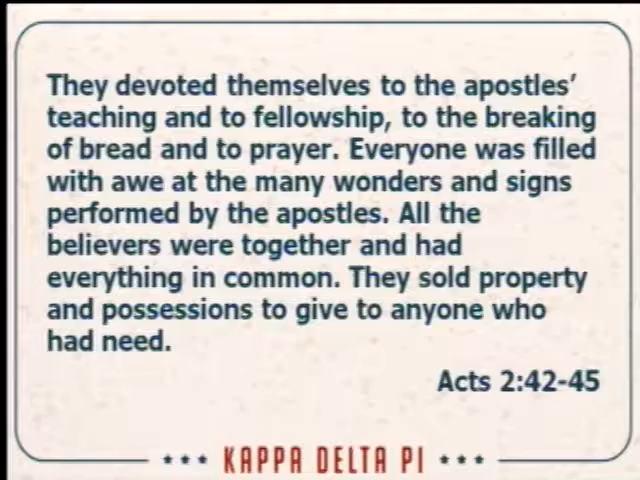 They devoted themselves to the apostles’
teaching and to fellowship, to the breaking
of bread and to prayer. Everyone was filled
with awe at the many wonders and signs
performed by the apostles. All the
believers were together and had
everything in common. They sold property
and possessions to give to anyone who
had need.
Acts 2:42-45
*** KAPPA DELTA PI ***